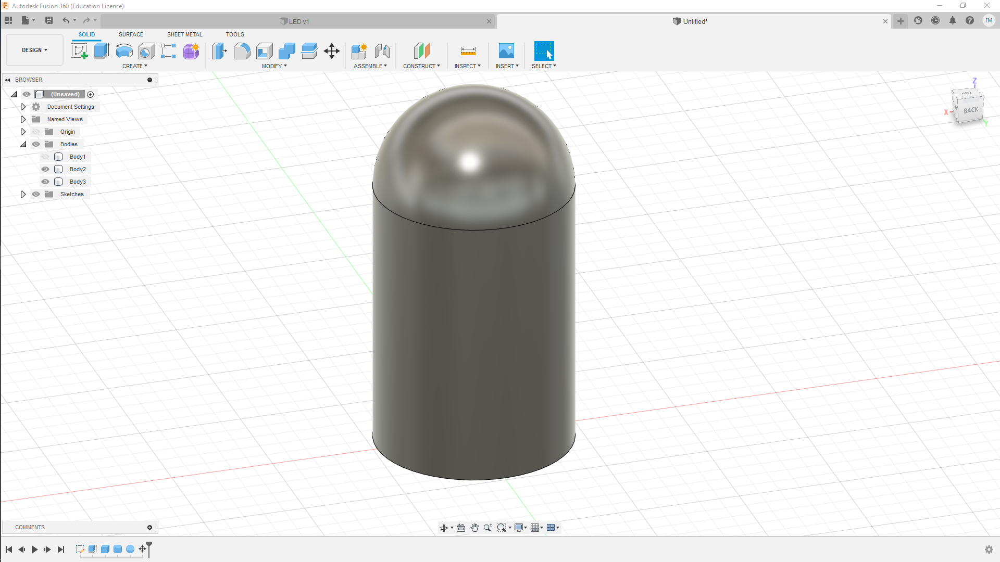 Autodesk Fusion 360 (Education License)
LED v1
Untitled*
IM
DESIGN
SOLID
SURFACE
SHEET METAL
TOOLS
CREATE
MODIFY
ASSEMBLE
CONSTRUCT
INSPECT
INSERT
SELECT
BROWSER
(Unsaved)
Document Settings
Named Views
Origin
Bodies
Body1
Body2
Body3
Sketches
Z
TOP
BACK
X
Y
COMMENTS